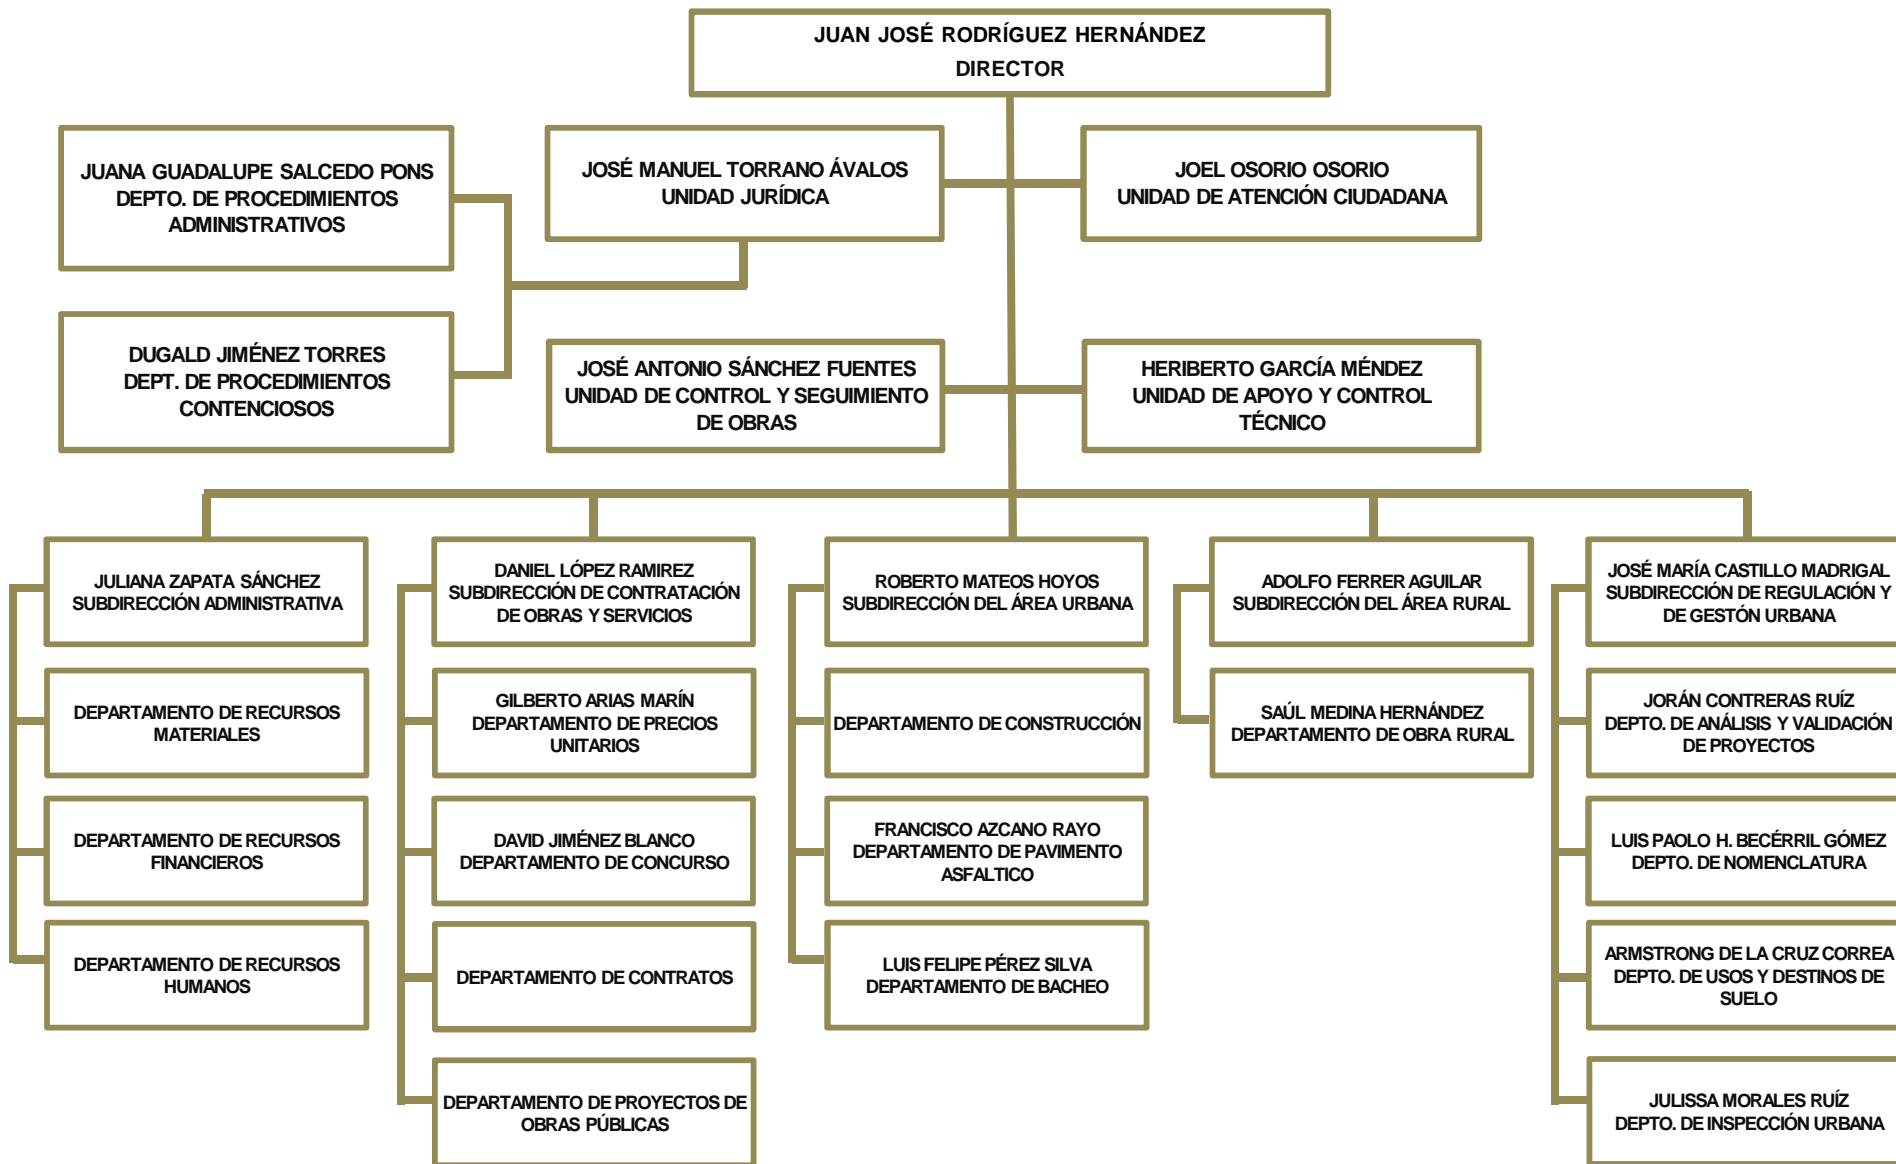 JUAN JOSÉ RODRÍGUEZ HERNÁNDEZ
DIRECTOR
JUANA GUADALUPE SALCEDO PONS
DEPTO. DE PROCEDIMIENTOS
ADMINISTRATIVOS
JOSÉ MANUEL TORRANO ÁVALOS
UNIDAD JURÍDICA
JOEL OSORIO OSORIO
UNIDAD DE ATENCIÓN CIUDADANA
DUGALD JIMÉNEZ TORRES
DEPT. DE PROCEDIMIENTOS
CONTENCIOSOS
JOSÉ ANTONIO SÁNCHEZ FUENTES
UNIDAD DE CONTROL Y SEGUIMIENTO
DE OBRAS
HERIBERTO GARCÍA MÉNDEZ
UNIDAD DE APOYO Y CONTROL
TÉCNICO
JULIANA ZAPATA SÁNCHEZ
SUBDIRECCIÓN ADMINISTRATIVA
DEPARTAMENTO DE RECURSOS
MATERIALES
DEPARTAMENTO DE RECURSOS
FINANCIEROS
DEPARTAMENTO DE RECURSOS
HUMANOS
DANIEL LÓPEZ RAMIREZ
SUBDIRECCIÓN DE CONTRATACIÓN
DE OBRAS Y SERVICIOS
GILBERTO ARIAS MARÍN
DEPARTAMENTO DE PRECIOS
UNITARIOS
DAVID JIMÉNEZ BLANCO
DEPARTAMENTO DE CONCURSO
DEPARTAMENTO DE CONTRATOS
DEPARTAMENTO DE PROYECTOS DE
OBRAS PÚBLICAS
ROBERTO MATEOS HOYOS
SUBDIRECCIÓN DEL ÁREA URBANA
DEPARTAMENTO DE CONSTRUCCIÓN
FRANCISCO AZCANO RAYO
DEPARTAMENTO DE PAVIMENTO
ASFALTICO
LUIS FELIPE PÉREZ SILVA
DEPARTAMENTO DE BACHEO
ADOLFO FERRER AGUILAR
SUBDIRECCIÓN DEL ÁREA RURAL
SAÚL MEDINA HERNÁNDEZ
DEPARTAMENTO DE OBRA RURAL
JOSÉ MARÍA CASTILLO MADRIGAL
SUBDIRECCIÓN DE REGULACIÓN Y
DE GESTÓN URBANA
JORÁN CONTRERAS RUÍZ
DEPTO. DE ANÁLISIS Y VALIDACIÓN
DE PROYECTOS
LUIS PAOLO H. BECÉRRIL GÓMEZ
DEPTO. DE NOMENCLATURA
ARMSTRONG DE LA CRUZ CORREA
DEPTO. DE USOS Y DESTINOS DE
SUELO
JULISSA MORALES RUÍZ
DEPTO. DE INSPECCIÓN URBANA